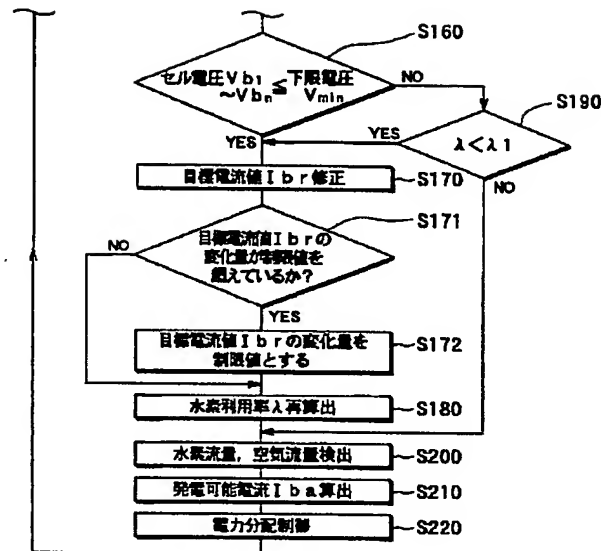 S160
セル電圧Vb1 ≦ 下限電圧
~Vbn Vmin
NO
S190
YES
YES
λ<λ1
目標電流値Ibr修正
S170
NO
S171
NO
目標電流値Ibrの
変化量が制限値を
超えているか?
YES
目標電流値Ibrの変化量を
制限値とする
S172
水素利用率λ再算出
S180
水素流量,空気流量検出
S200
発電可能電流Iba算出
S210
電力分配制御
S220